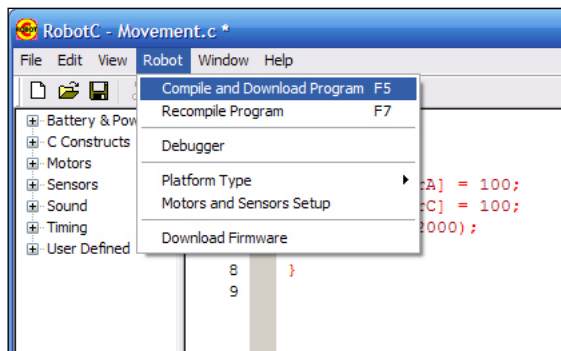 RobotC - Movement.c *
File Edit View Robot Window Help
Compile and Download Program F5
Recompile Program F7
Debugger
Platform Type
Motors and Sensors Setup
Download Firmware
Battery &
C Constructs
Motors
Sensors
Sound
Timing
User Defined
] = 100;
] = 100;
2000);
8 }
9